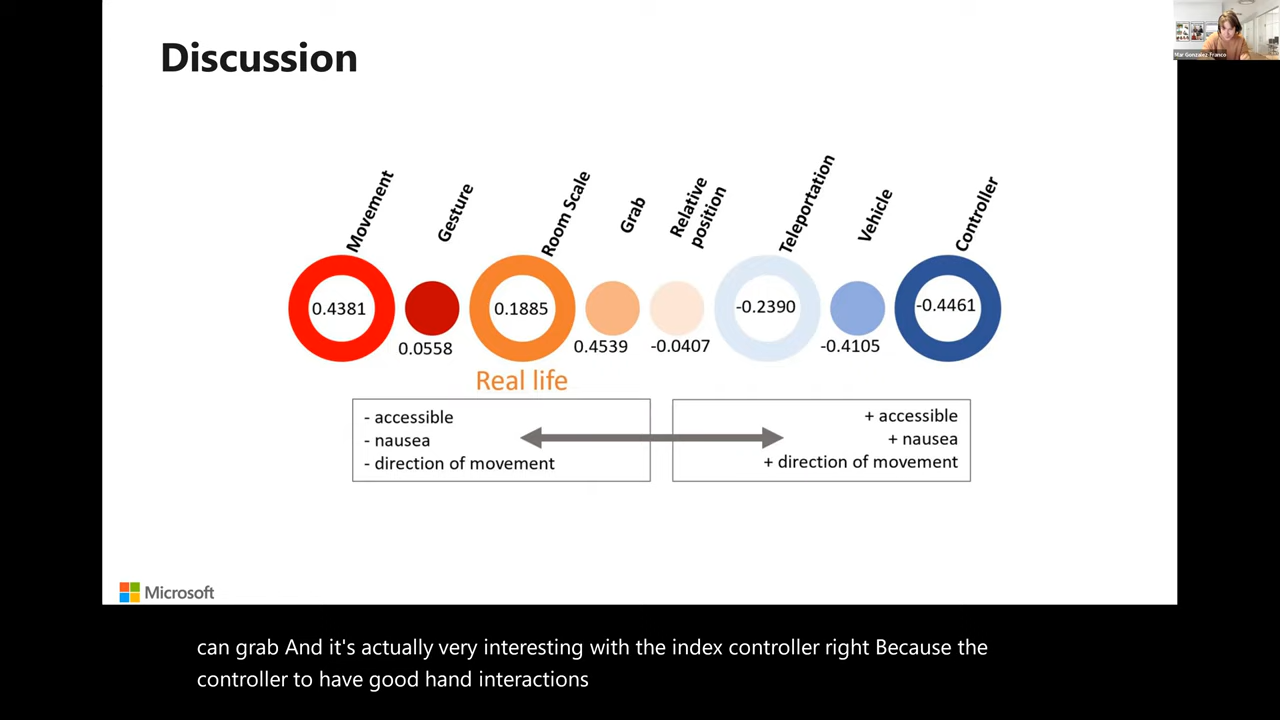 Discussion
Movement
Gesture
Room Scale
Grab
Relative
position
Teleportation
Vehicle
Controller
0.4381
0.0558
0.1885
0.4539
-0.0407
-0.2390
-0.4105
-0.4461
Real life
- accessible
- nausea
- direction of movement
+ accessible
+ nausea
+ direction of movement
Microsoft
Mar Gonzalez Franco
can grab And it's actually very interesting with the index controller right Because the
controller to have good hand interactions